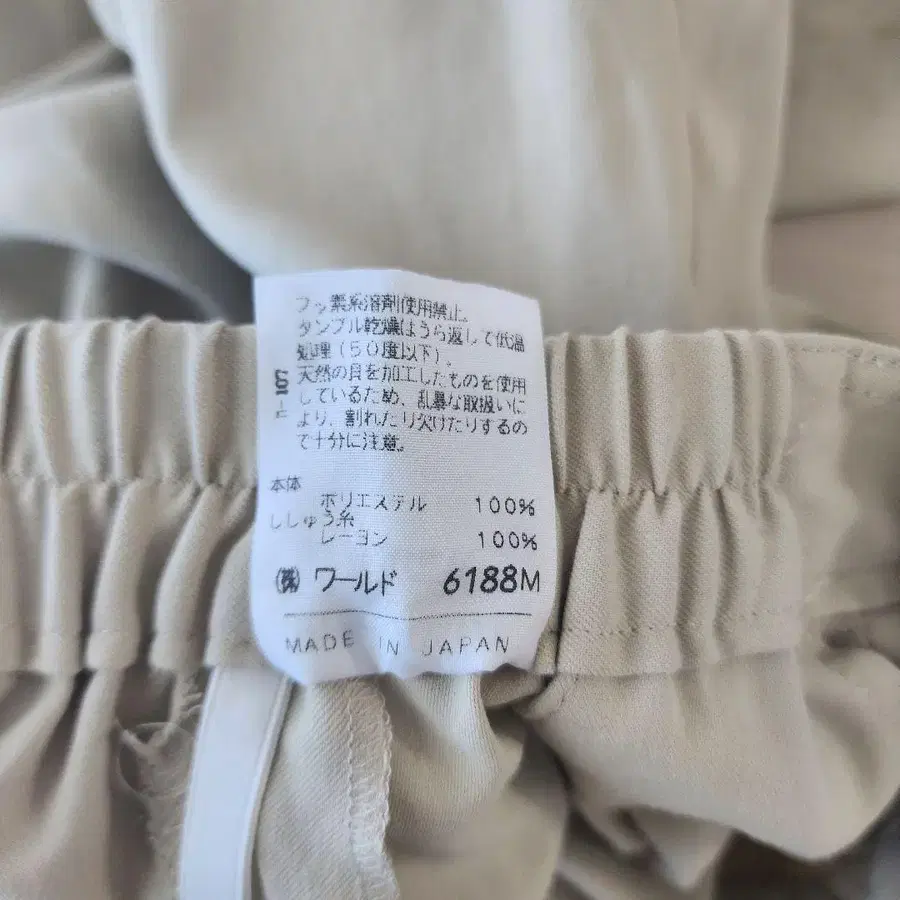 フッ素系溶剤使用禁止。
タンブル乾燥はうら返して低温
処理(50度以下)。
天然の貝を加工したものを使用
しているため、乱暴な取扱いに
より、割れたり欠けたりするの
で十分に注意。
本体
ポリエステル 100%
ししゅう糸
レーヨン 100%
(株) ワールド 6188M
MADE IN JAPAN